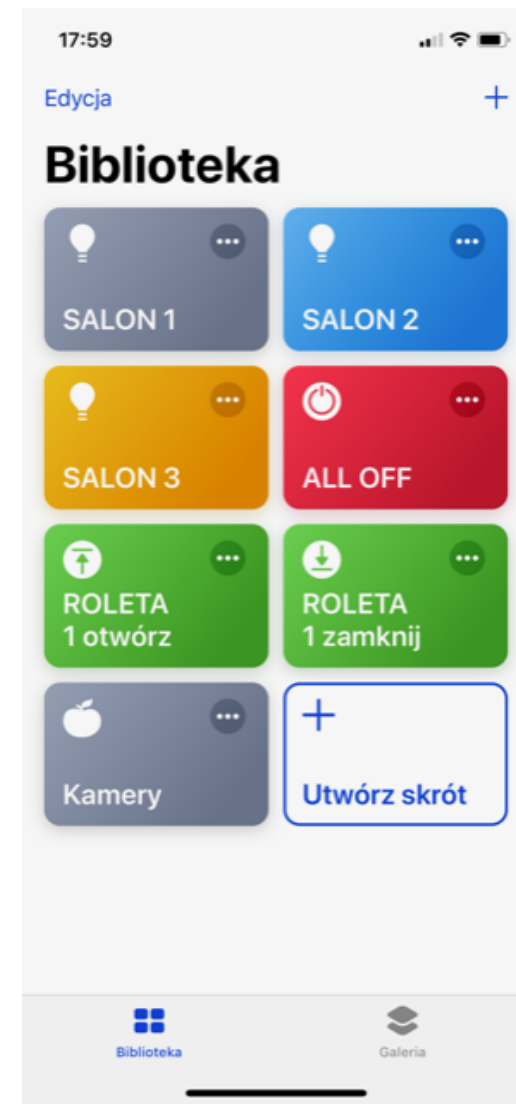 17:59
Edycja
Biblioteka
SALON 1
SALON 2
SALON 3
ALL OFF
ROLETA
1 otwórz
ROLETA
1 zamknij
Kamery
Utwórz skrót
Biblioteka
Galeria